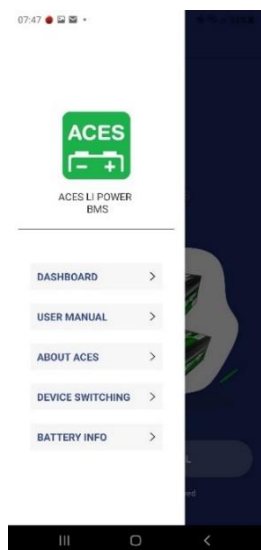 07:47
ACES
ACES LI POWER
BMS
DASHBOARD
USER MANUAL
ABOUT ACES
DEVICE SWITCHING
BATTERY INFO